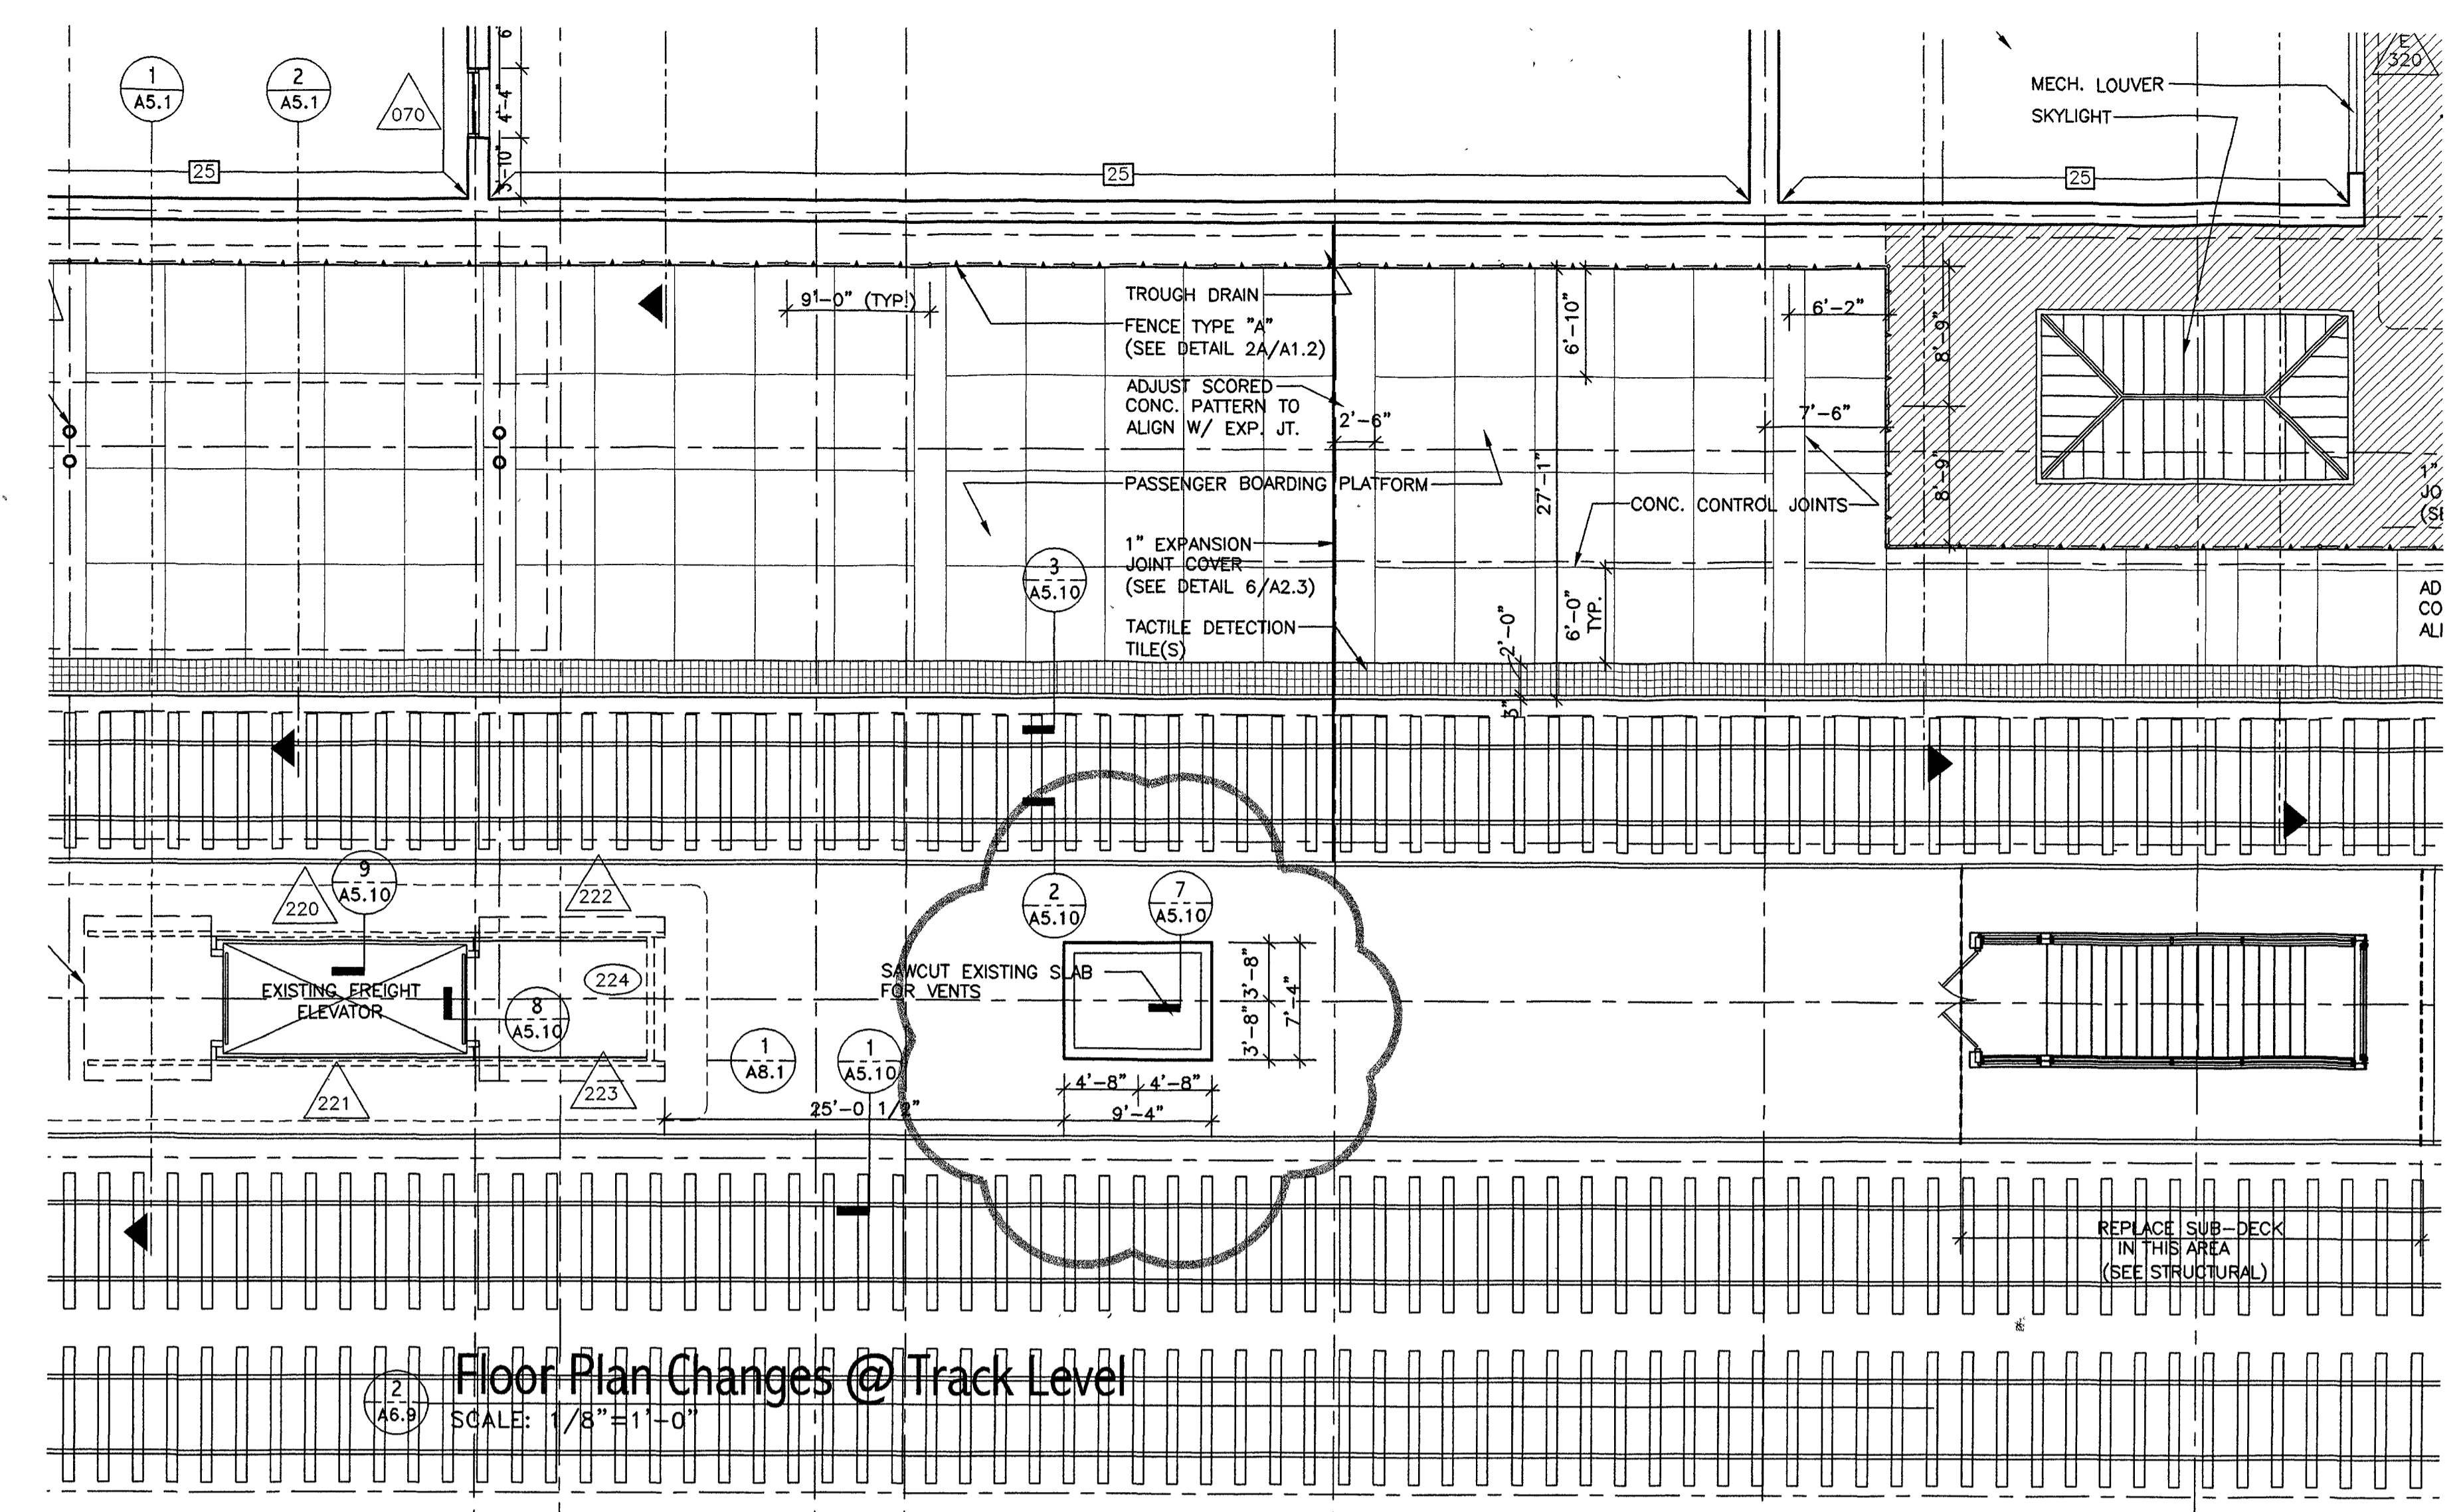 1
A5.1
2
A5.1
070
4'-4"
3'-10"
25
25
25
MECH. LOUVER
SKYLIGHT
E
320
9'-0" (TYP.)
TROUGH DRAIN
FENCE TYPE "A"
(SEE DETAIL 2A/A1.2)
ADJUST SCORED
CONC. PATTERN TO
ALIGN W/ EXP. JT.
2'-6"
6'-10"
6'-2"
7'-6"
8'-9"
8'-9"
27'-1"
PASSENGER BOARDING PLATFORM
CONC. CONTROL JOINTS
1"
JO
(SE
3
A5.10
1" EXPANSION
JOINT COVER
(SEE DETAIL 6/A2.3)
TACTILE DETECTION
TILE(S)
2'-0"
6'-0"
TYP.
3"
AD
CO
ALI
9
A5.10
220
222
2
A5.10
7
A5.10
224
EXISTING FREIGHT
ELEVATOR
8
A5.10
SAWCUT EXISTING SLAB
FOR VENTS
3'-8"
3'-8"
7'-4"
1
A8.1
1
A5.10
221
223
4'-8"
4'-8"
25'-0 1/2"
9'-4"
REPLACE SUB-DECK
IN THIS AREA
(SEE STRUCTURAL)
2
A6.9
Floor Plan Changes @ Track Level
SCALE: 1/8"=1'-0"